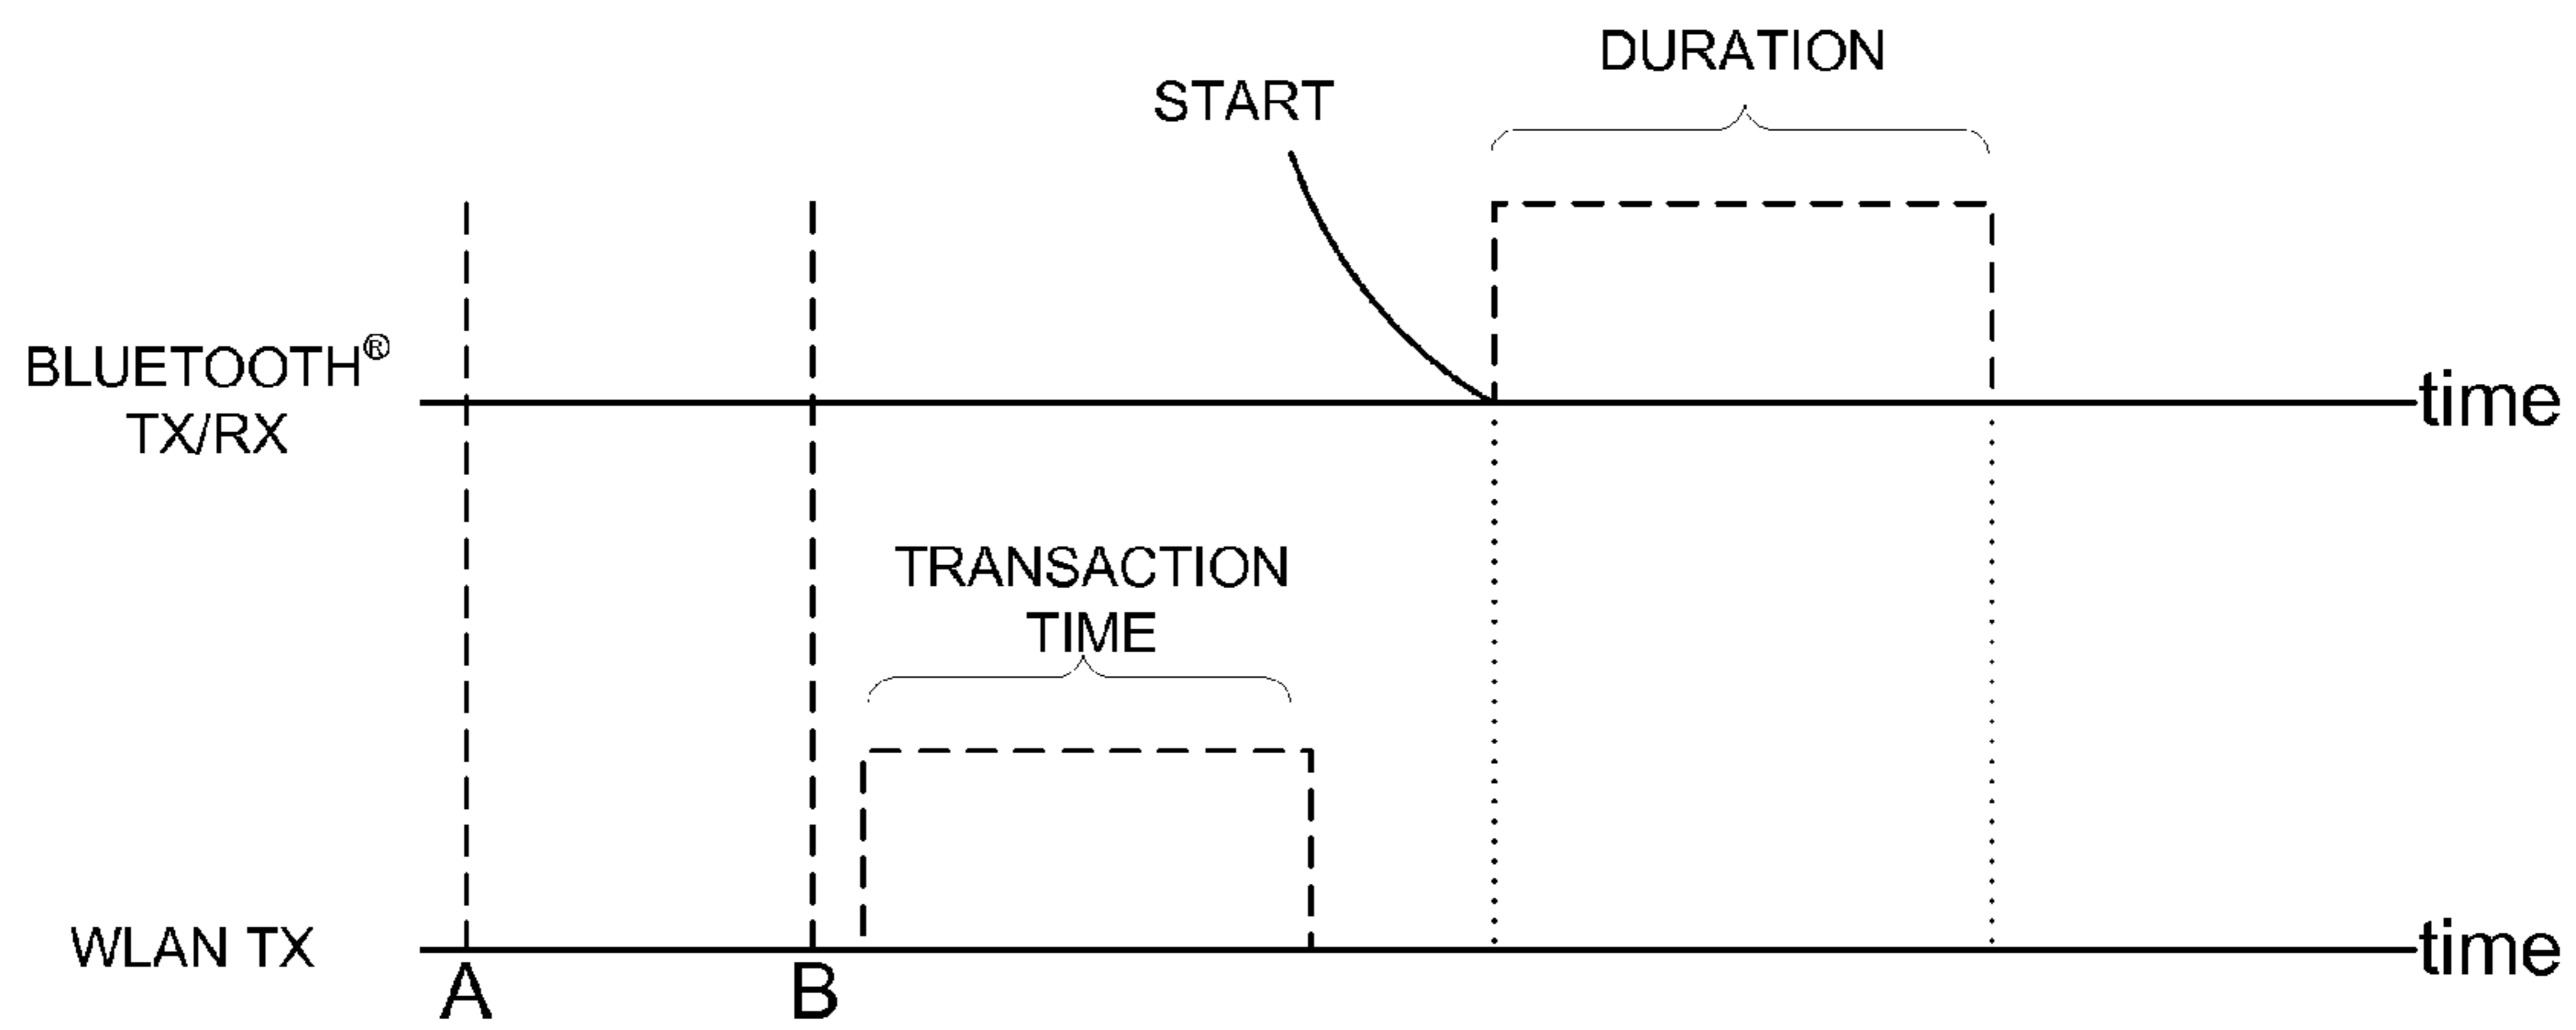 DURATION
START
BLUETOOTH®
TX/RX
time
TRANSACTION
TIME
WLAN TX
time
A
B